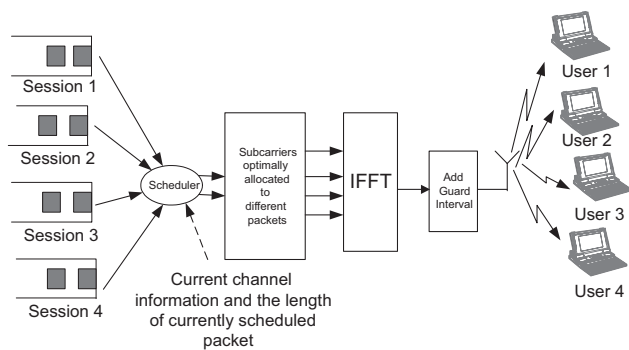 Session 1
Session 2
Session 3
Session 4
Scheduler
Current channel
information and the length
of currently scheduled
packet
Subcarriers
optimally
allocated
to
different
packets
IFFT
Add
Guard
Interval
User 1
User 2
User 3
User 4